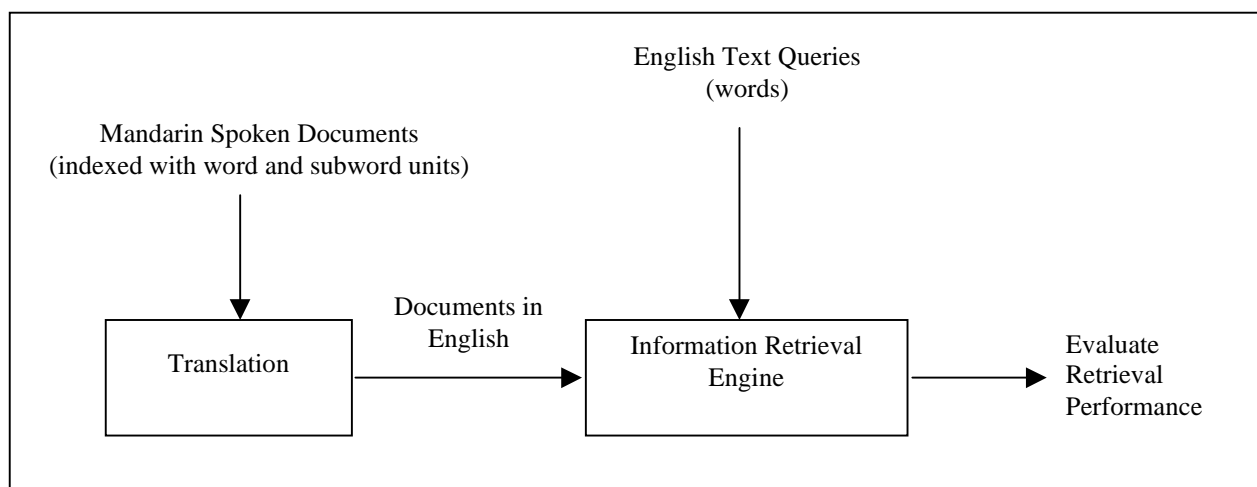 English Text Queries
(words)
Mandarin Spoken Documents
(indexed with word and subword units)
Translation
Documents in
English
Information Retrieval
Engine
Evaluate
Retrieval
Performance